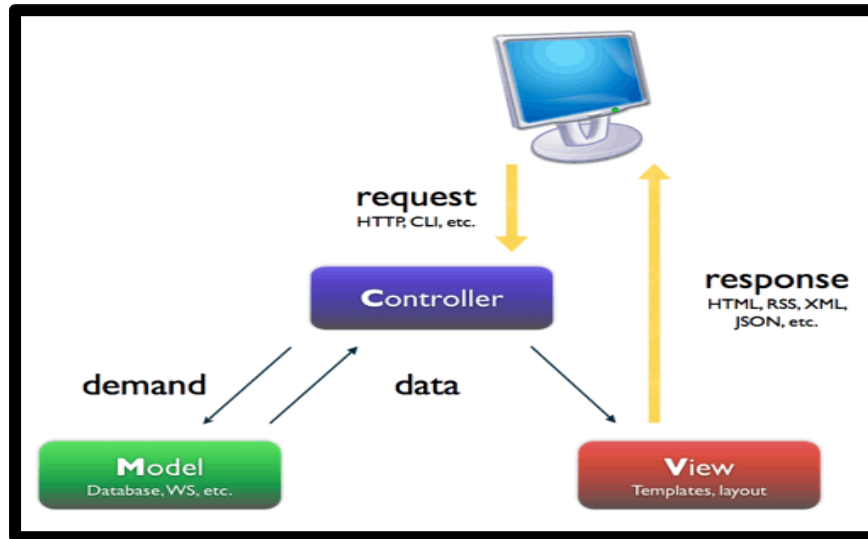 request
HTTP, CLI, etc.
Controller
response
HTML, RSS, XML,
JSON, etc.
demand
data
Model
Database, WS, etc.
View
Templates, layout